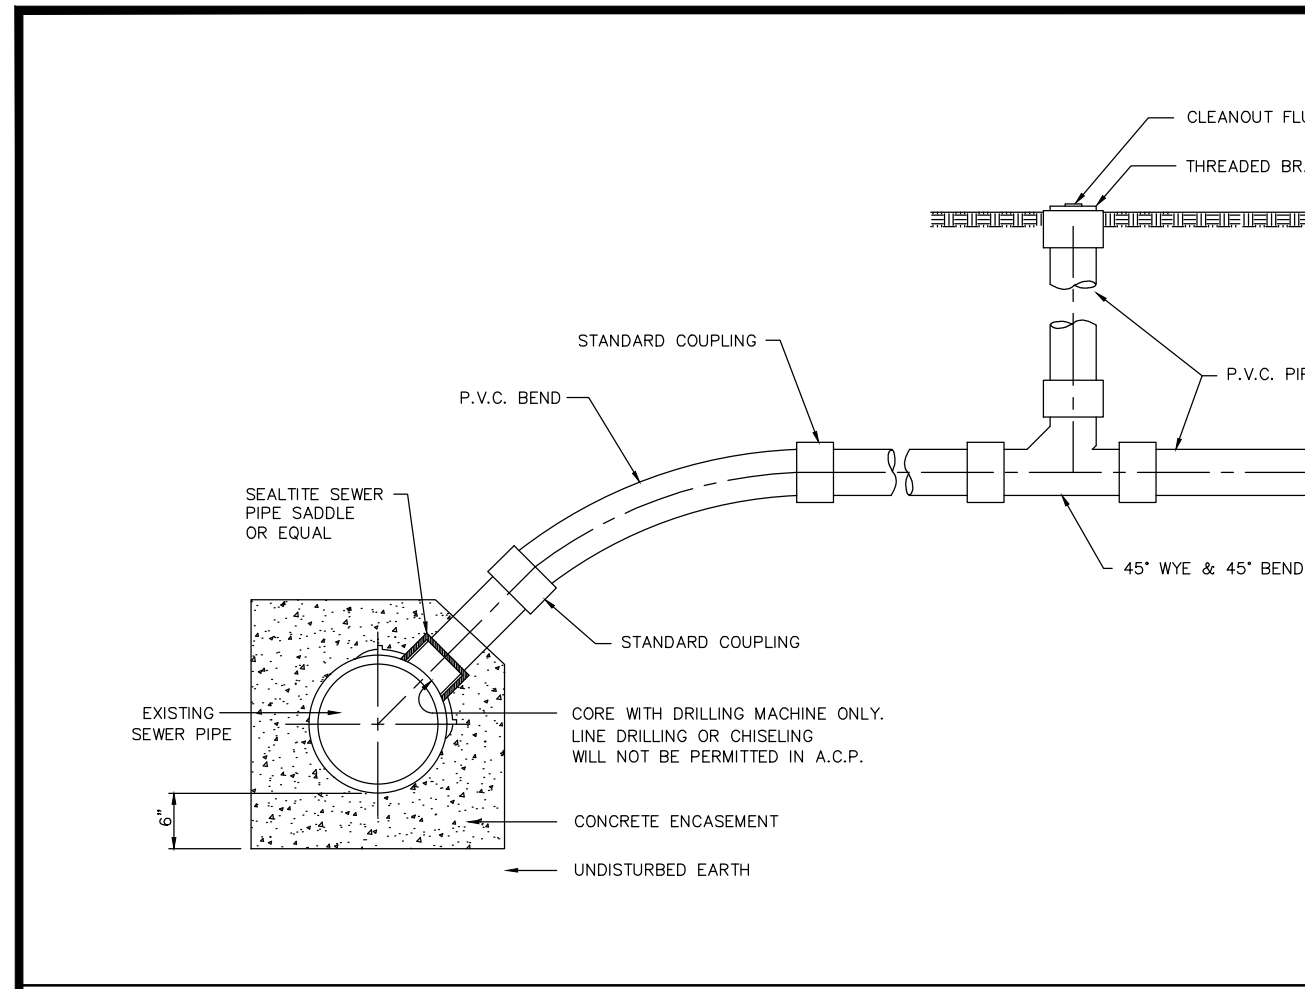 CLEANOUT FLU
THREADED BR
STANDARD COUPLING
P.V.C. PIP
P.V.C. BEND
SEALTITE SEWER
PIPE SADDLE
OR EQUAL
45° WYE & 45° BEND
STANDARD COUPLING
EXISTING
SEWER PIPE
CORE WITH DRILLING MACHINE ONLY.
LINE DRILLING OR CHISELING
WILL NOT BE PERMITTED IN A.C.P.
6"
CONCRETE ENCASEMENT
UNDISTURBED EARTH